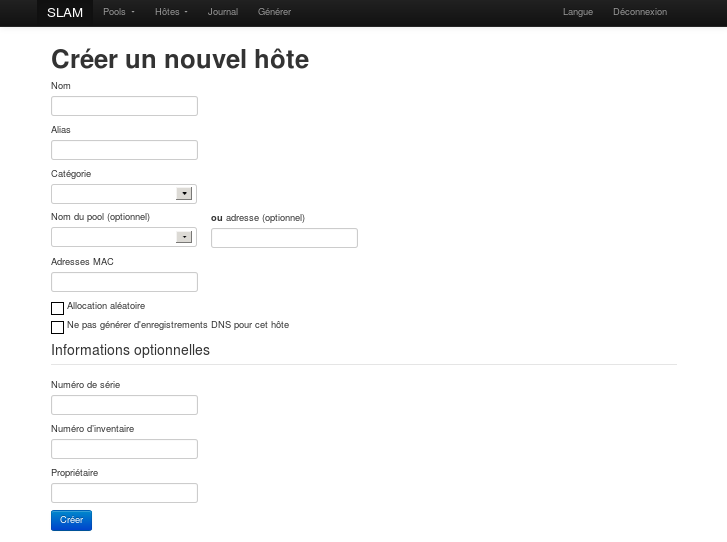 SLAM Pools Hôtes Journal Générer Langue Déconnexion
Créer un nouvel hôte
Nom
Alias
Catégorie
Nom du pool (optionnel) ou adresse (optionnel)
Adresses MAC
Allocation aléatoire
Ne pas générer d'enregistrements DNS pour cet hôte
Informations optionnelles
Numéro de série
Numéro d'inventaire
Propriétaire
Créer